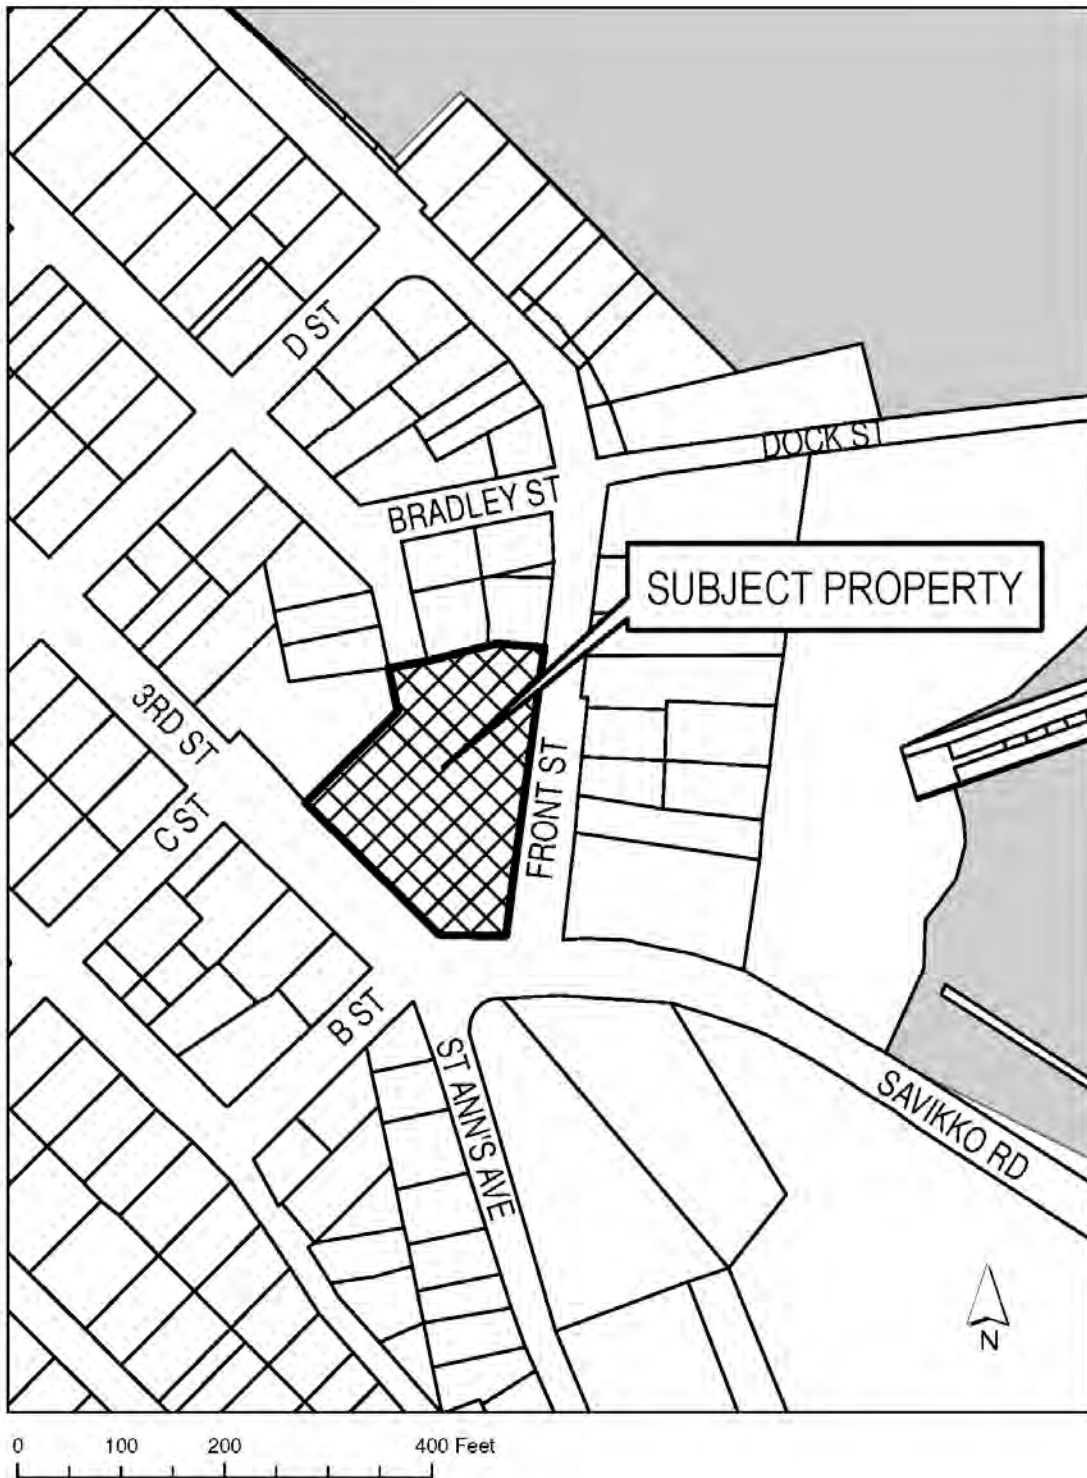 D ST
DOCK ST
BRADLEY ST
SUBJECT PROPERTY
3RD ST
C ST
FRONT ST
B ST
ST ANN'S AVE
SAVIKKO RD
N
0 100 200 400 Feet